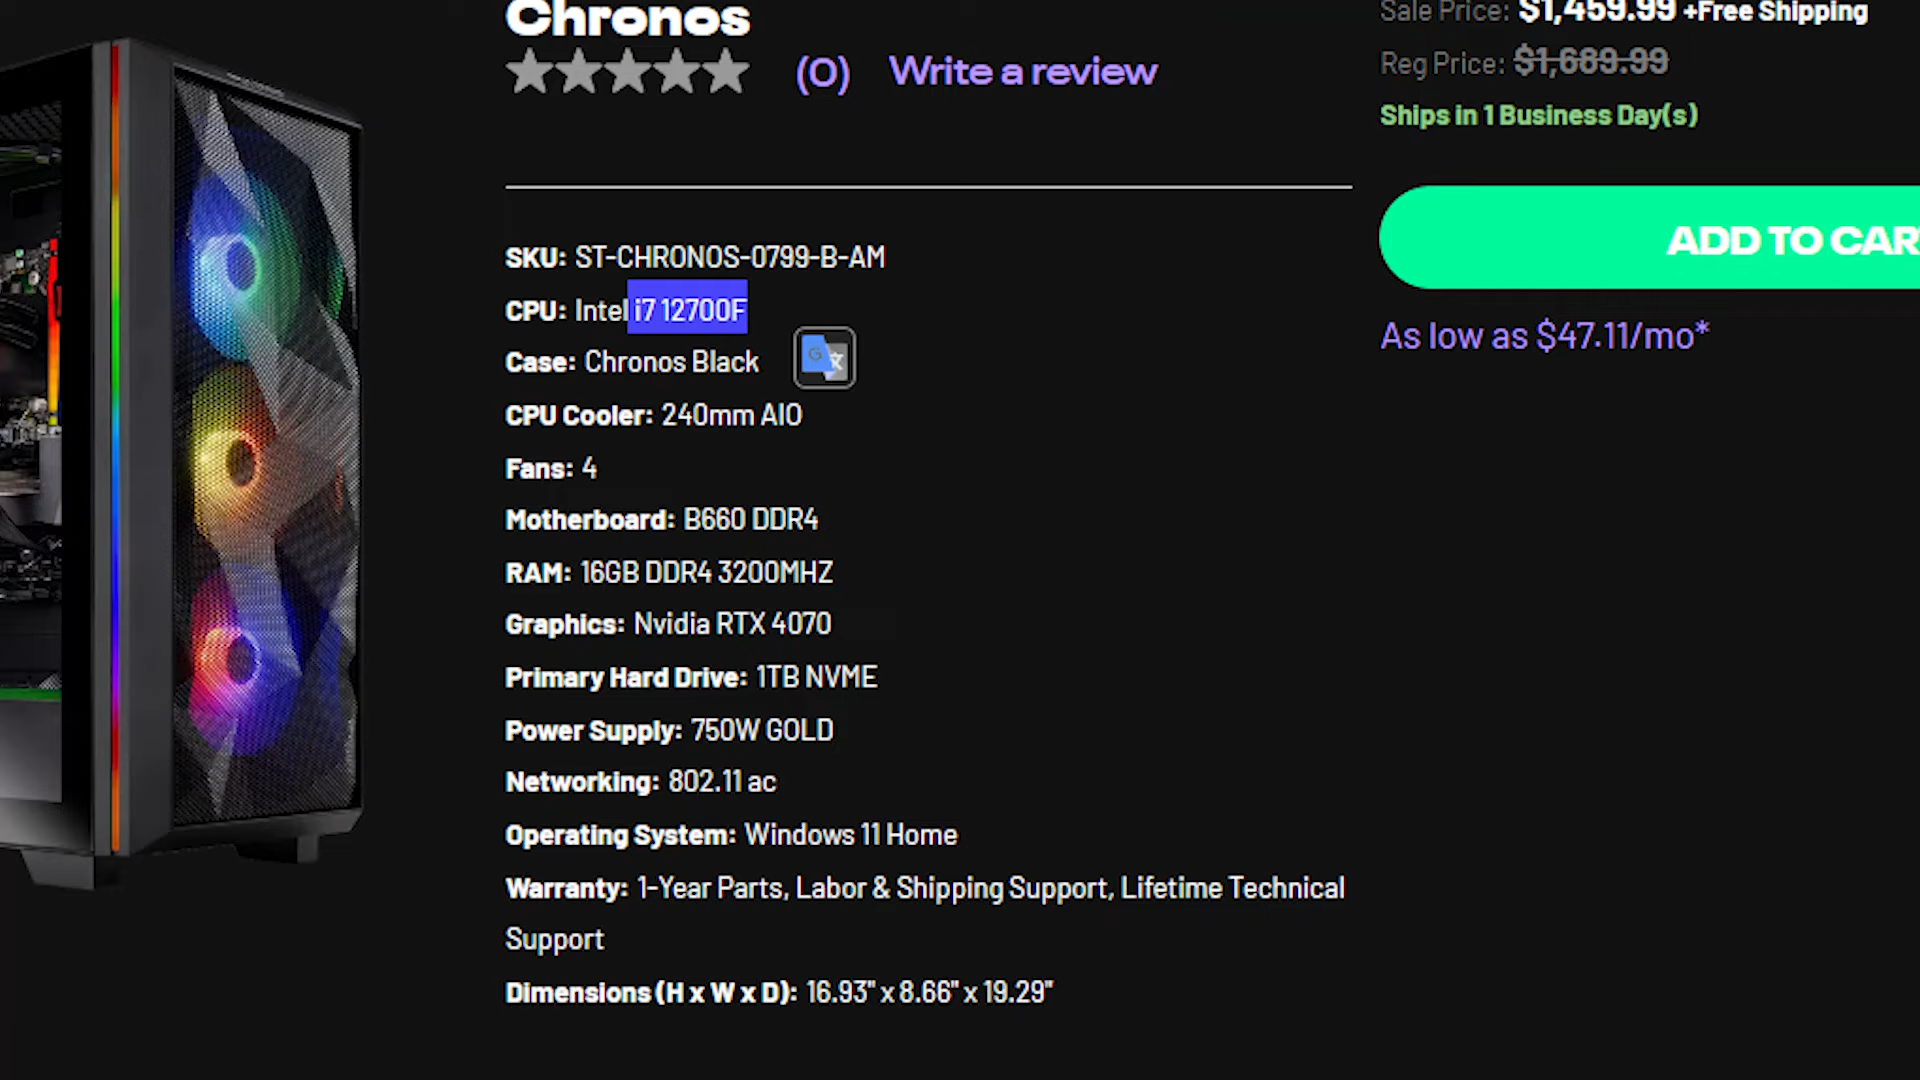 Chronos
(0) Write a review
Sale Price: $1,459.99 +Free Shipping
Reg Price: $1,689.99
Ships in 1 Business Day(s)
ADD TO CAR
As low as $47.11/mo*
SKU: ST-CHRONOS-0799-B-AM
CPU: Intel i7 12700F
Case: Chronos Black
G
CPU Cooler: 240mm AIO
Fans: 4
Motherboard: B660 DDR4
RAM: 16GB DDR4 3200MHZ
Graphics: Nvidia RTX 4070
Primary Hard Drive: 1TB NVME
Power Supply: 750W GOLD
Networking: 802.11 ac
Operating System: Windows 11 Home
Warranty: 1-Year Parts, Labor & Shipping Support, Lifetime Technical
Support
Dimensions (H x W x D): 16.93" x 8.66" x 19.29"